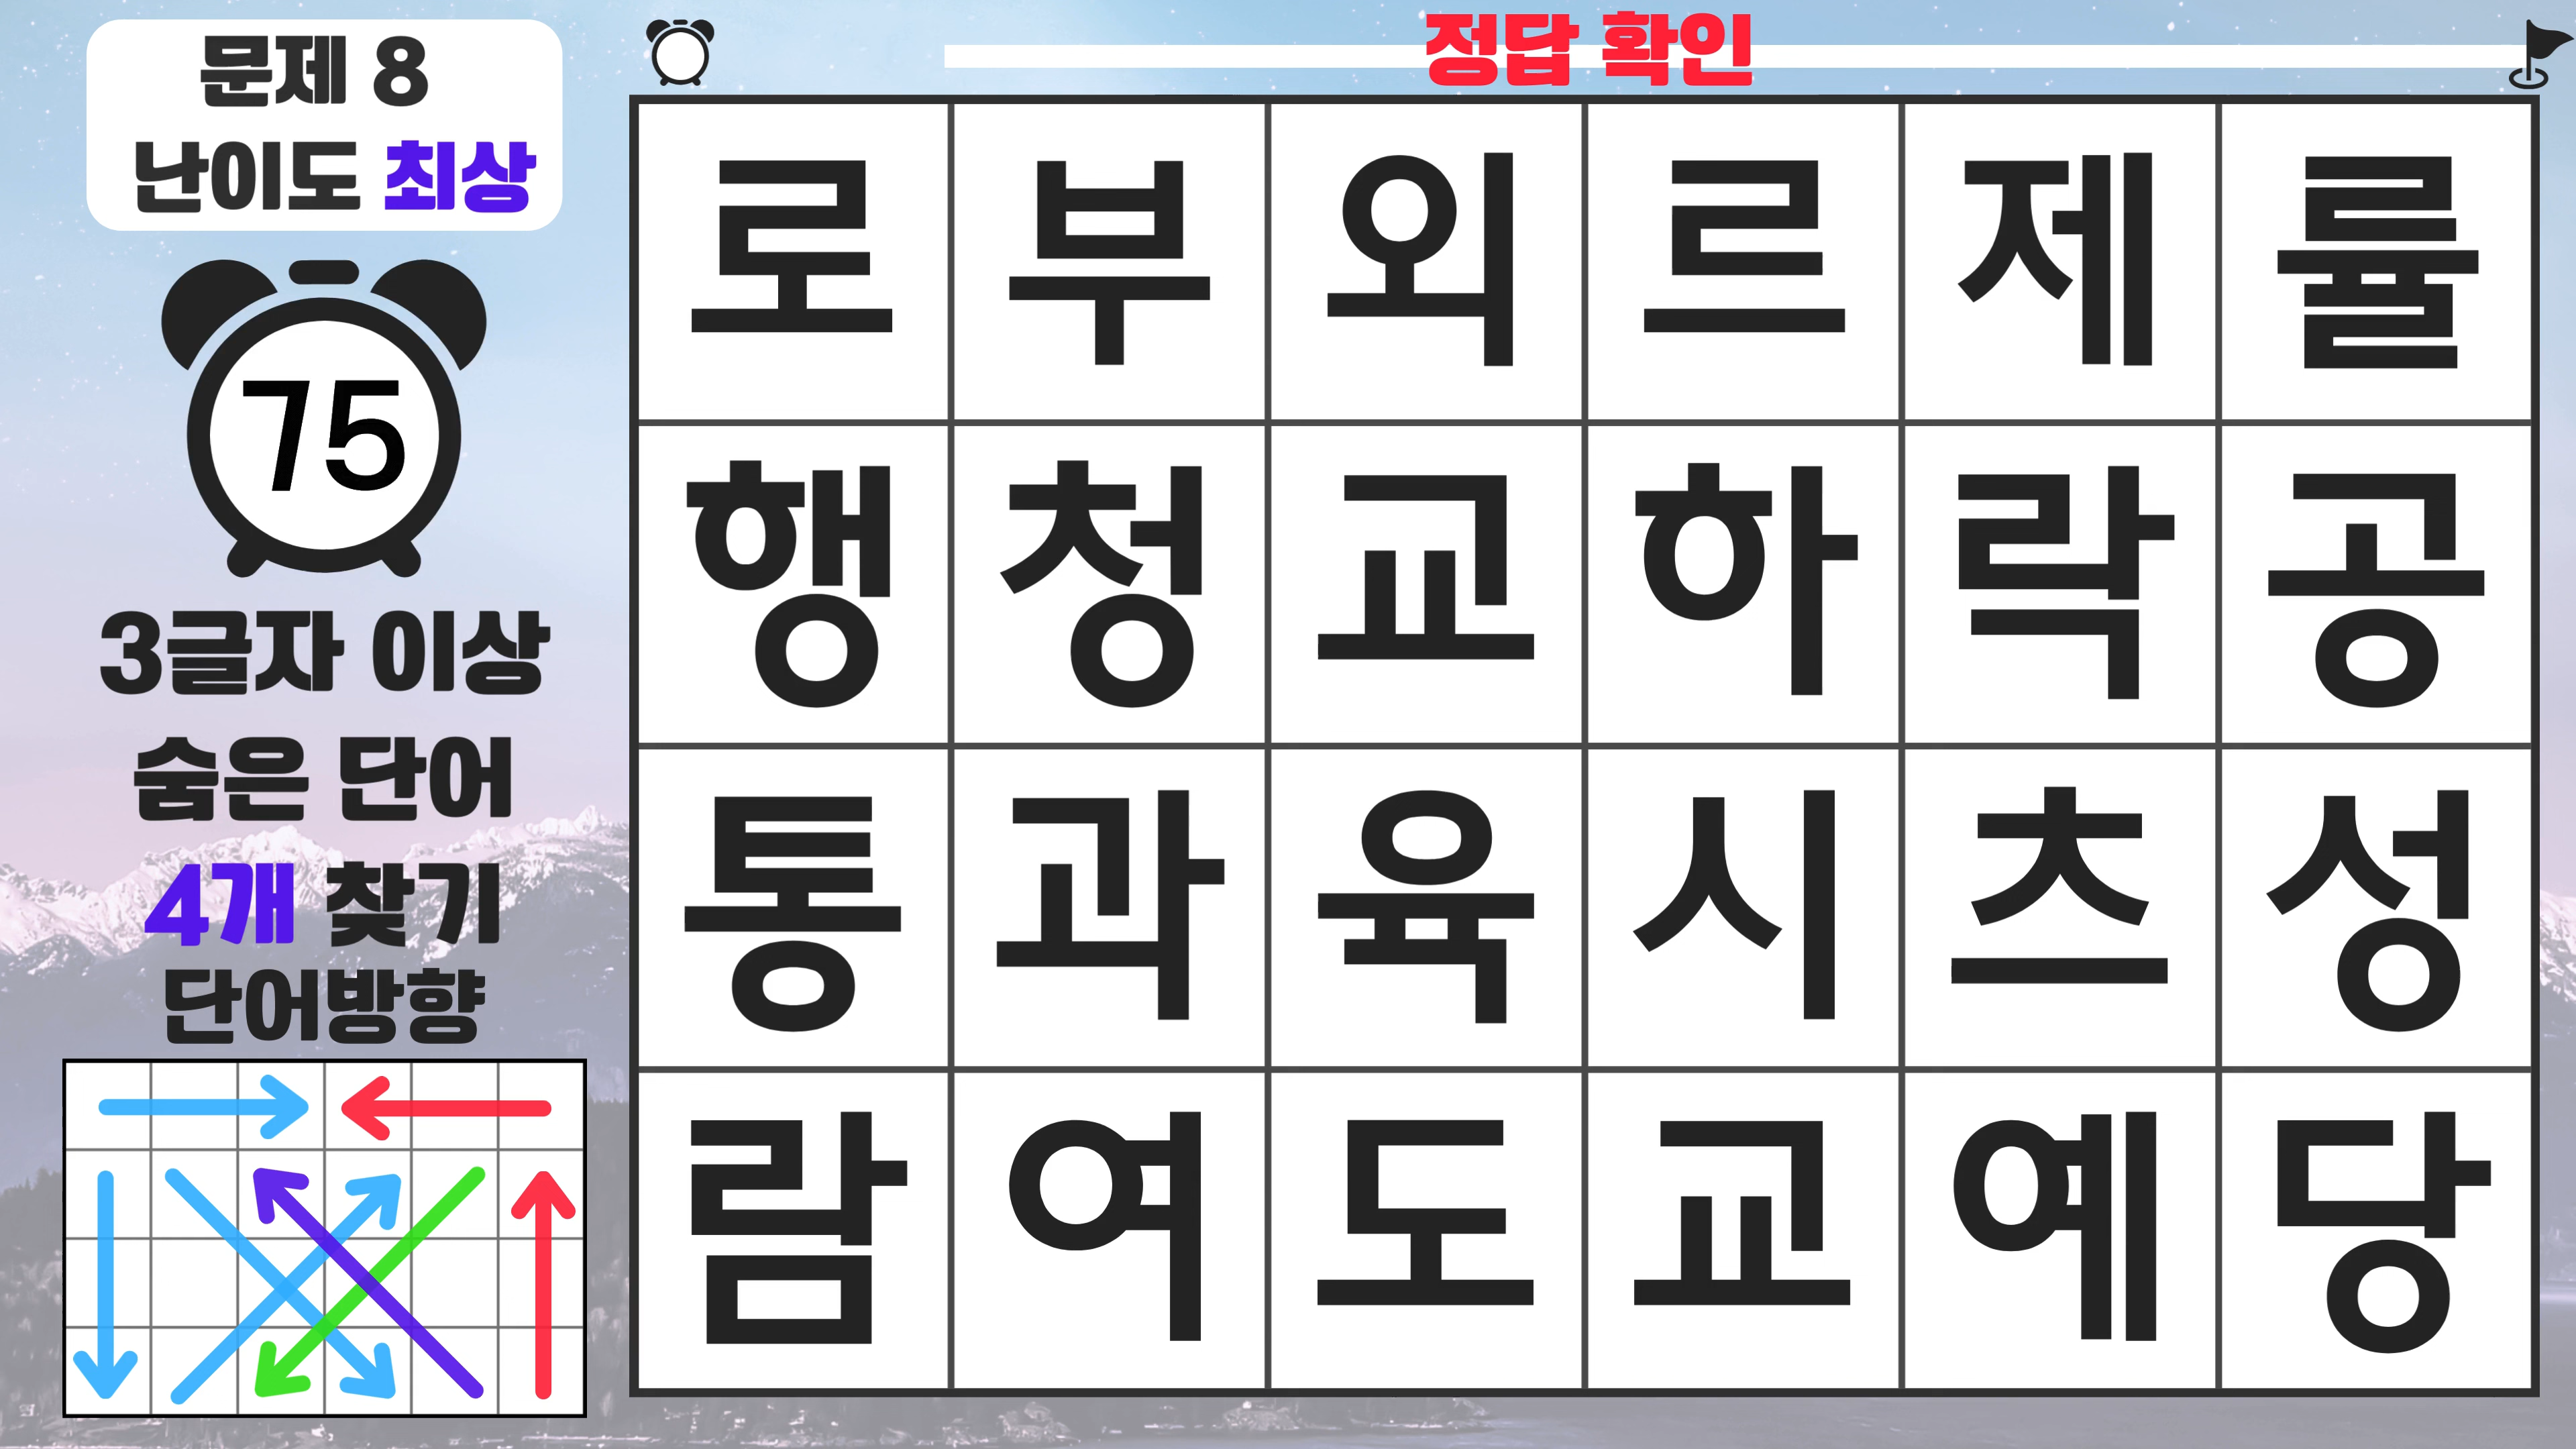 문제 8
난이도 최상
75
3글자 이상
숨은 단어
4개 찾기
단어방향
정답 확인
로 부 외 르 제 률
행 청 교 하 락 공
통 과 육 시 츠 성
람 여 도 교 예 당